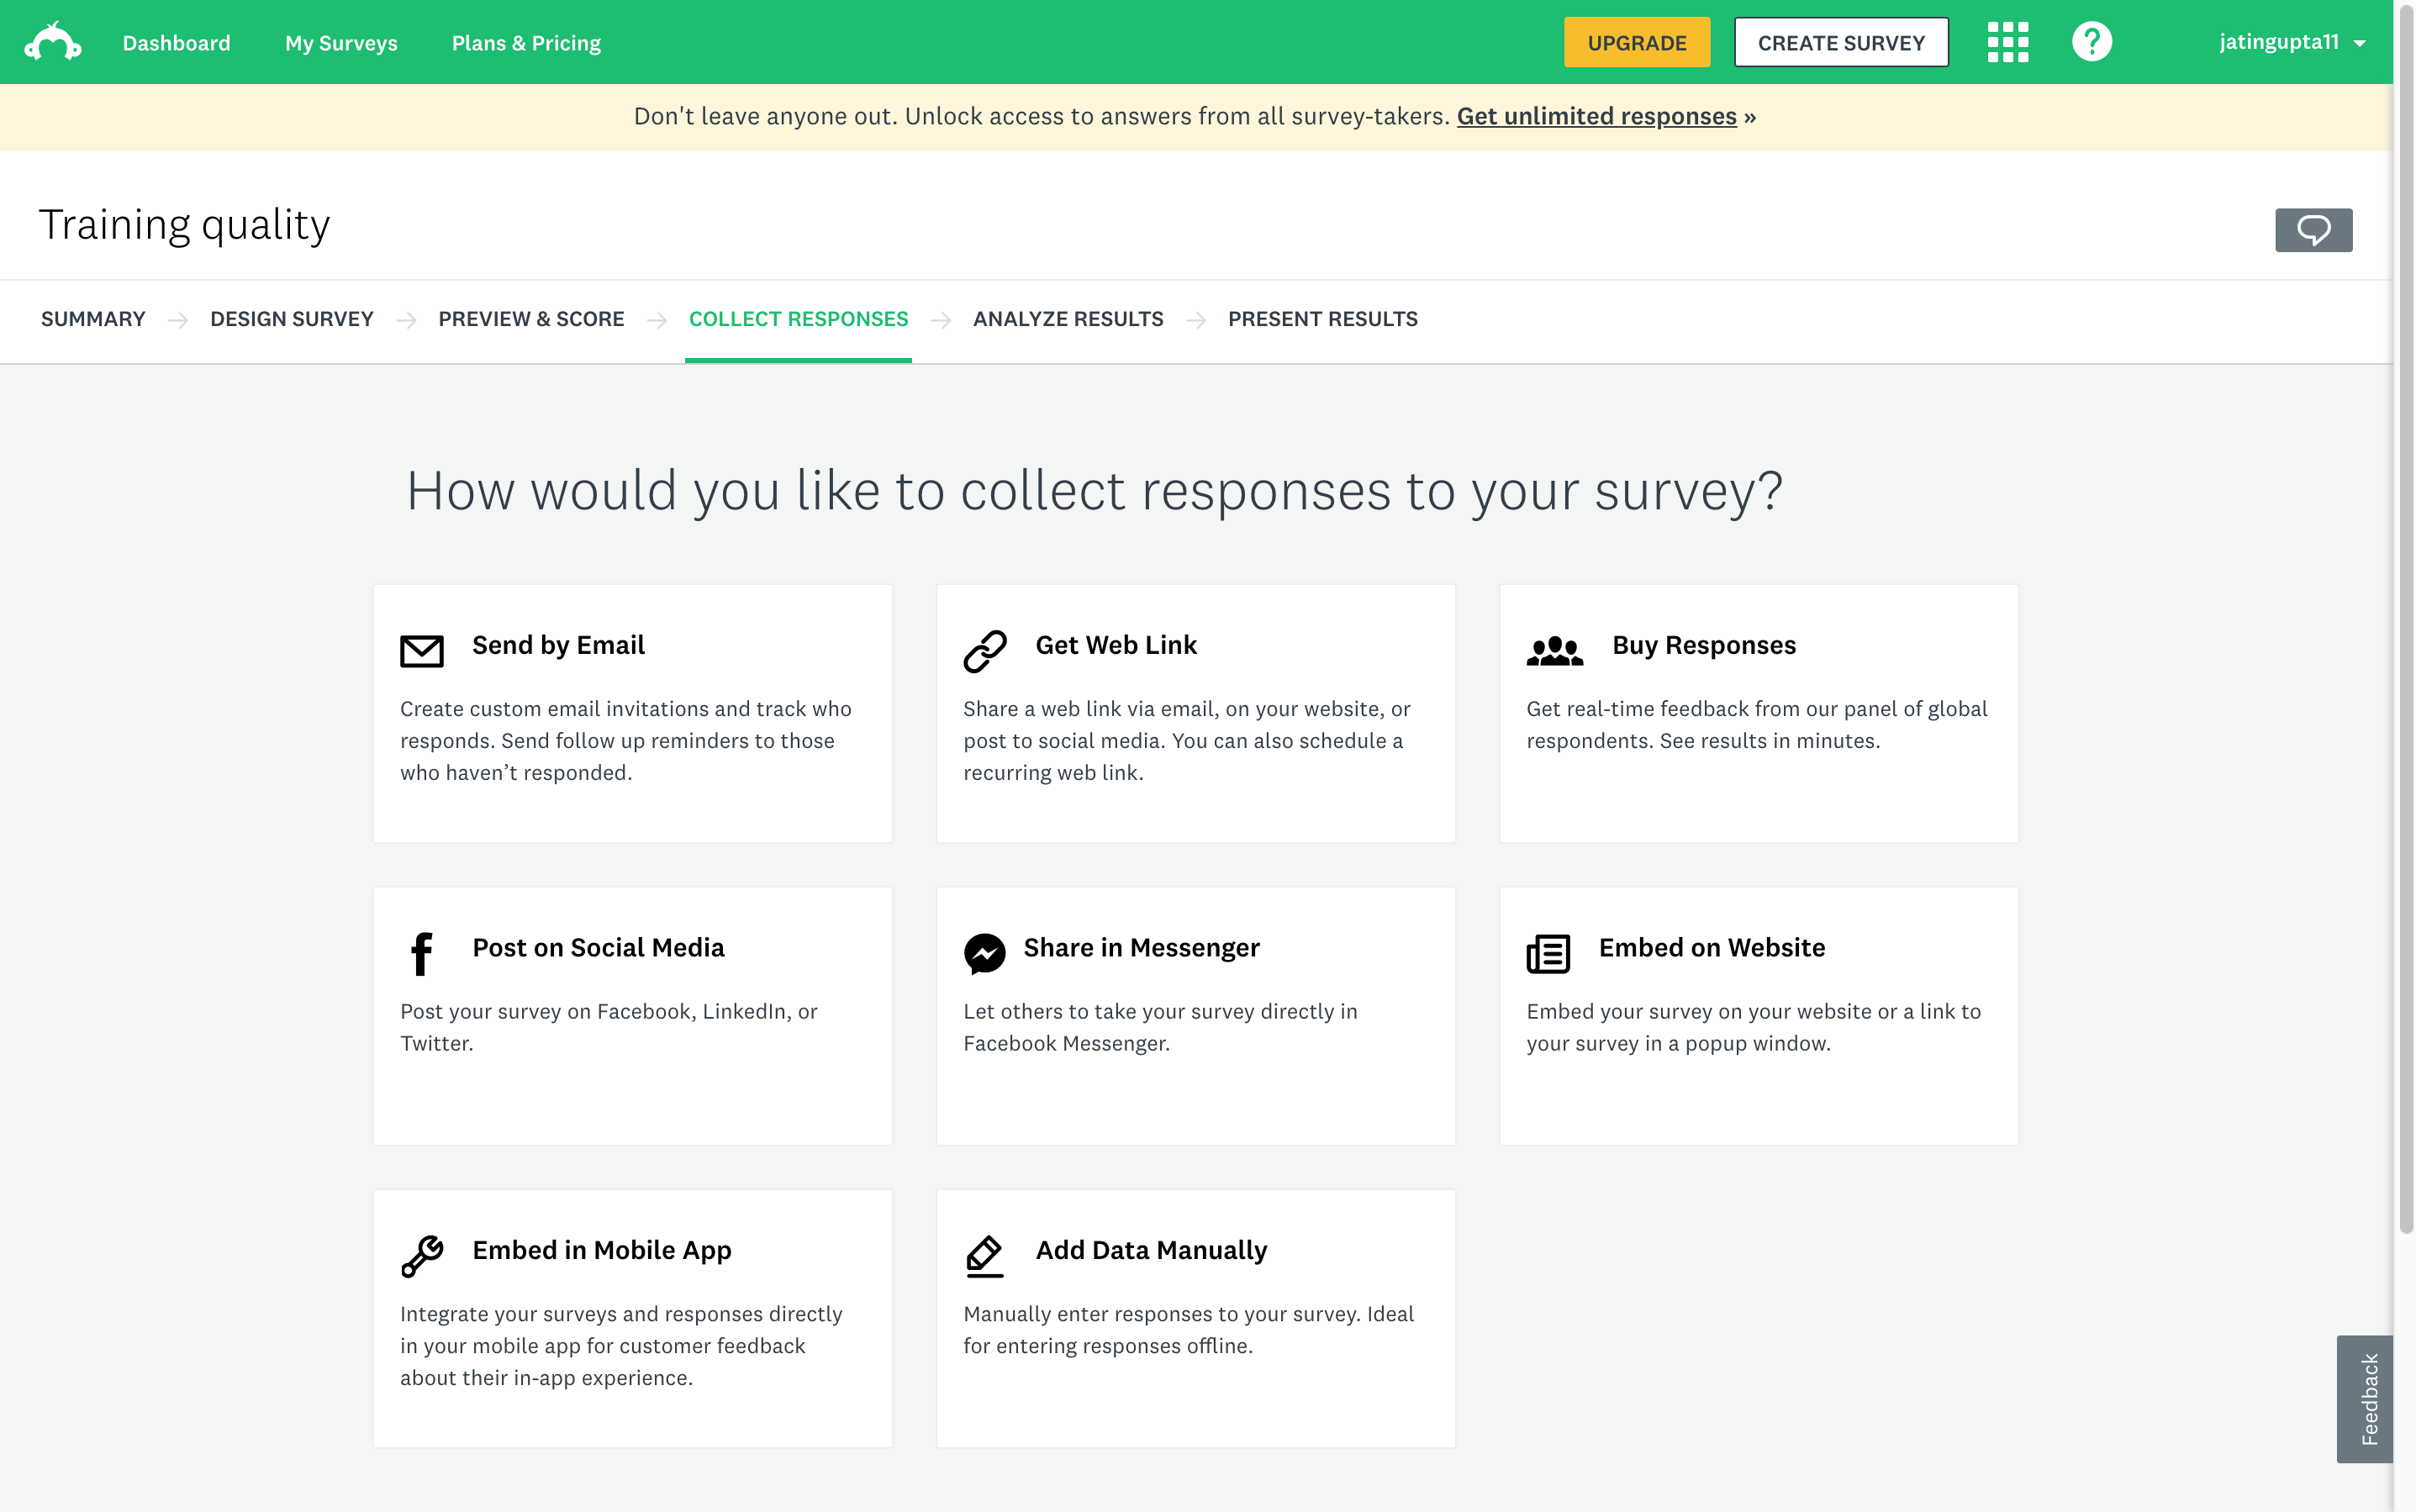 Dashboard My Surveys Plans & Pricing UPGRADE CREATE SURVEY ? jatingupta11
Don't leave anyone out. Unlock access to answers from all survey-takers. Get unlimited responses »
Training quality
SUMMARY → DESIGN SURVEY → PREVIEW & SCORE → COLLECT RESPONSES → ANALYZE RESULTS → PRESENT RESULTS
How would you like to collect responses to your survey?
Send by Email
Create custom email invitations and track who
responds. Send follow up reminders to those
who haven’t responded.
Get Web Link
Share a web link via email, on your website, or
post to social media. You can also schedule a
recurring web link.
Buy Responses
Get real-time feedback from our panel of global
respondents. See results in minutes.
Post on Social Media
Post your survey on Facebook, LinkedIn, or
Twitter.
Share in Messenger
Let others to take your survey directly in
Facebook Messenger.
Embed on Website
Embed your survey on your website or a link to
your survey in a popup window.
Embed in Mobile App
Integrate your surveys and responses directly
in your mobile app for customer feedback
about their in-app experience.
Add Data Manually
Manually enter responses to your survey. Ideal
for entering responses offline.
Feedback